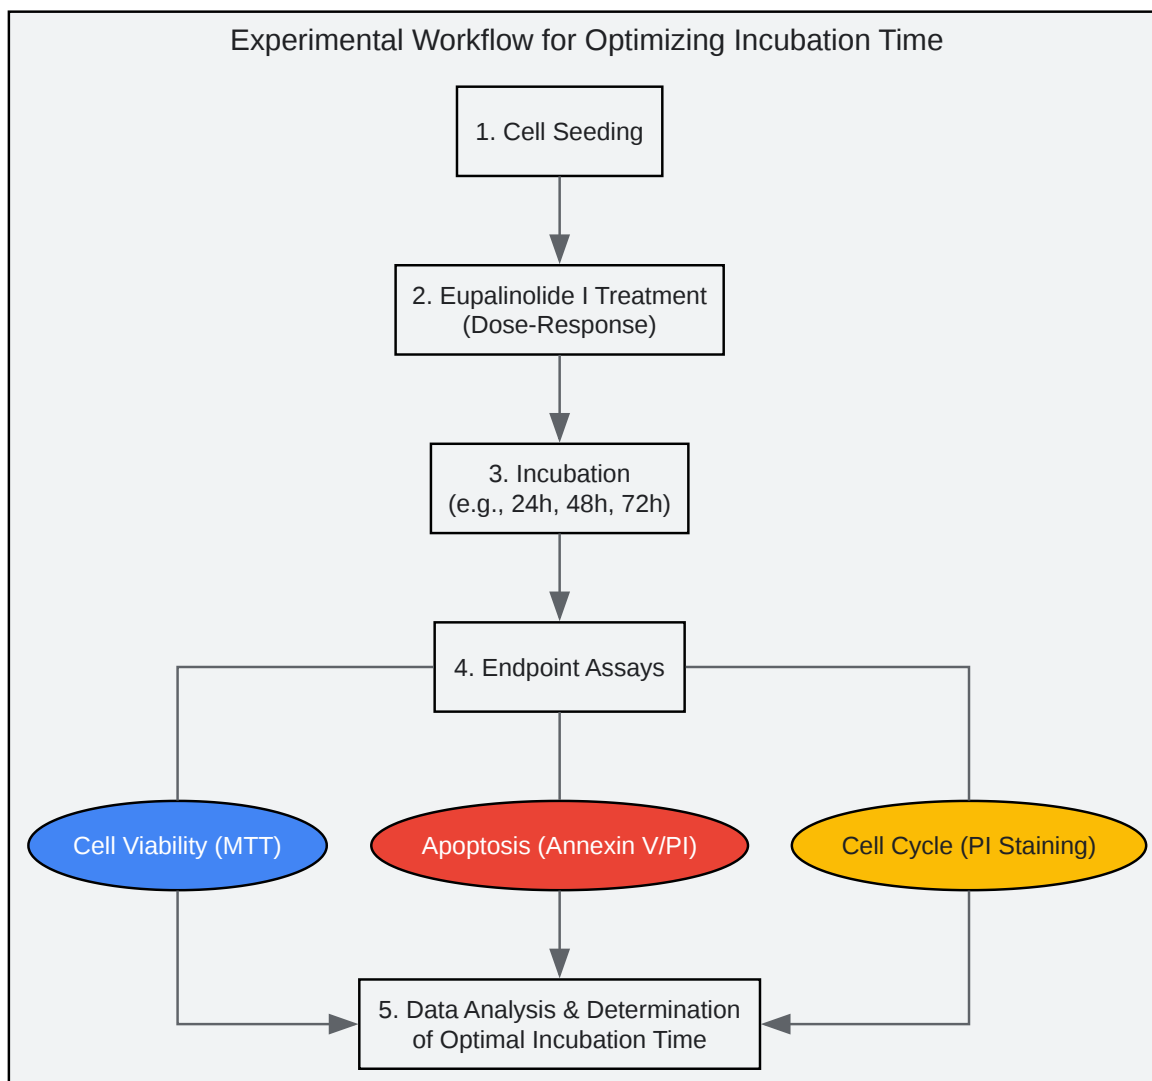 Experimental Workflow for Optimizing Incubation Time
1. Cell Seeding
2. Eupalinolide I Treatment
(Dose-Response)
3. Incubation
(e.g., 24h, 48h, 72h)
4. Endpoint Assays
Cell Viability (MTT)
Apoptosis (Annexin V/PI)
Cell Cycle (PI Staining)
5. Data Analysis & Determination
of Optimal Incubation Time